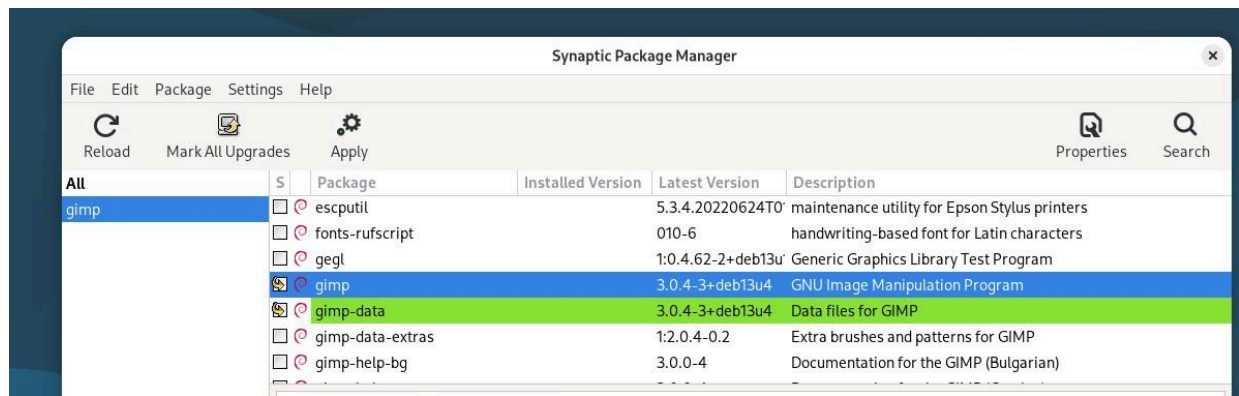 Synaptic Package Manager
File Edit Package Settings Help
Reload Mark All Upgrades Apply Properties Search
All S Package Installed Version Latest Version Description
escputil 5.3.4.20220624T0 maintenance utility for Epson Stylus printers
gimp fonts-rufscript 010-6 handwriting-based font for Latin characters
gegl 1:0.4.62-2+deb13u Generic Graphics Library Test Program
gimp 3.0.4-3+deb13u4 GNU Image Manipulation Program
gimp-data 3.0.4-3+deb13u4 Data files for GIMP
gimp-data-extras 1:2.0.4-0.2 Extra brushes and patterns for GIMP
gimp-help-bg 3.0.0-4 Documentation for the GIMP (Bulgarian)